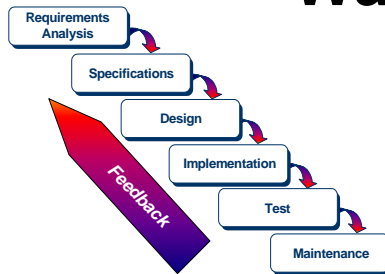 Requirements
Analysis
Specifications
Design
Implementation
Test
Maintenance
Feedback